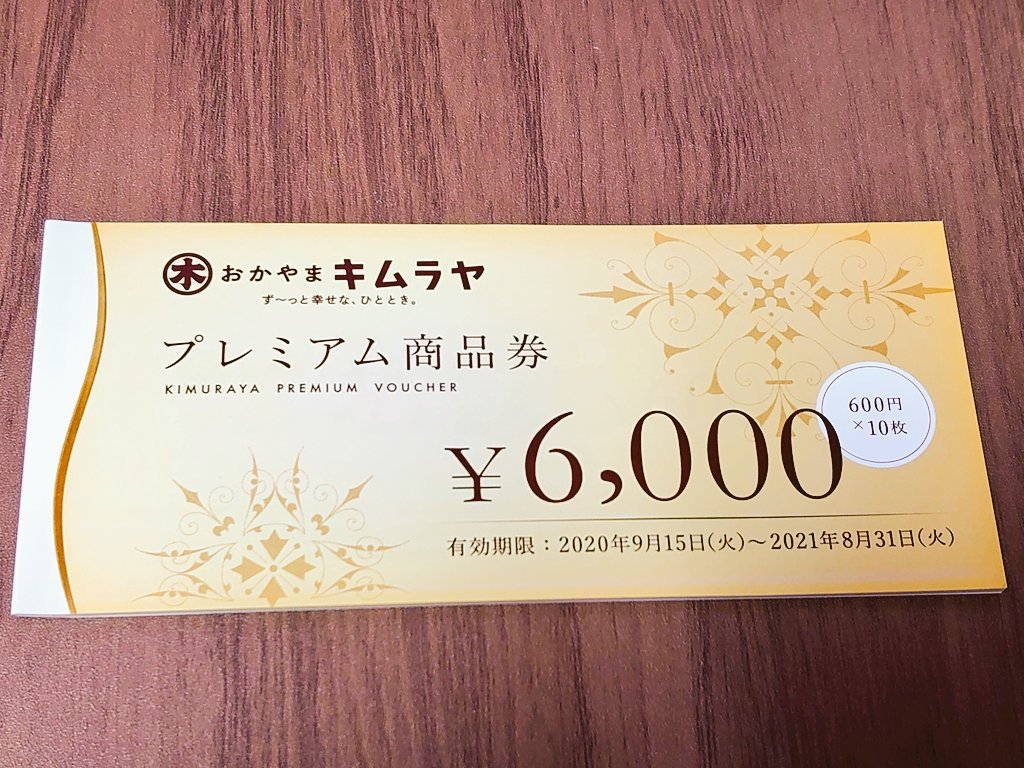 木 おかやま キムラヤ
ず〜っと幸せな、ひととき。
プレミアム商品券
KIMURAYA PREMIUM VOUCHER
600円
×10枚
¥6,000
有効期限：2020年9月15日(火)〜2021年8月31日(火)